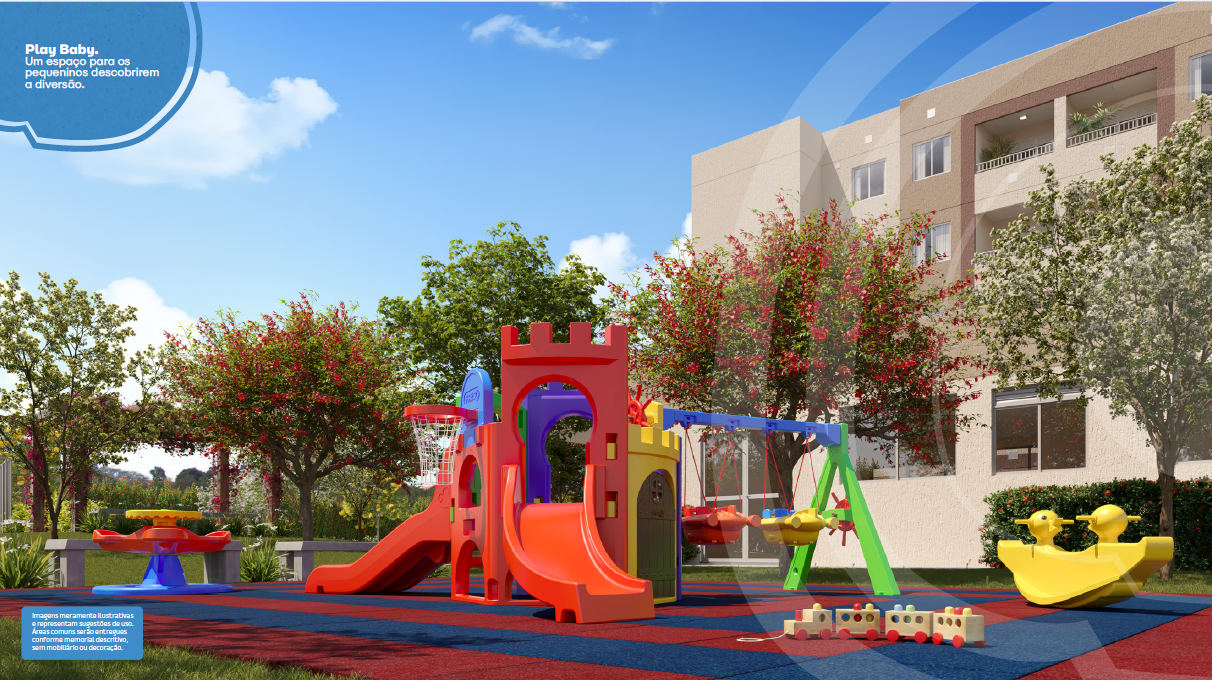 Play Baby.
Um espaço para os
pequeninos descobrirem
a diversão.
Imagens meramente ilustrativas
e representam sugestões de uso.
Áreas comuns serão entregues
conforme memorial descritivo,
sem mobiliário ou decoração.